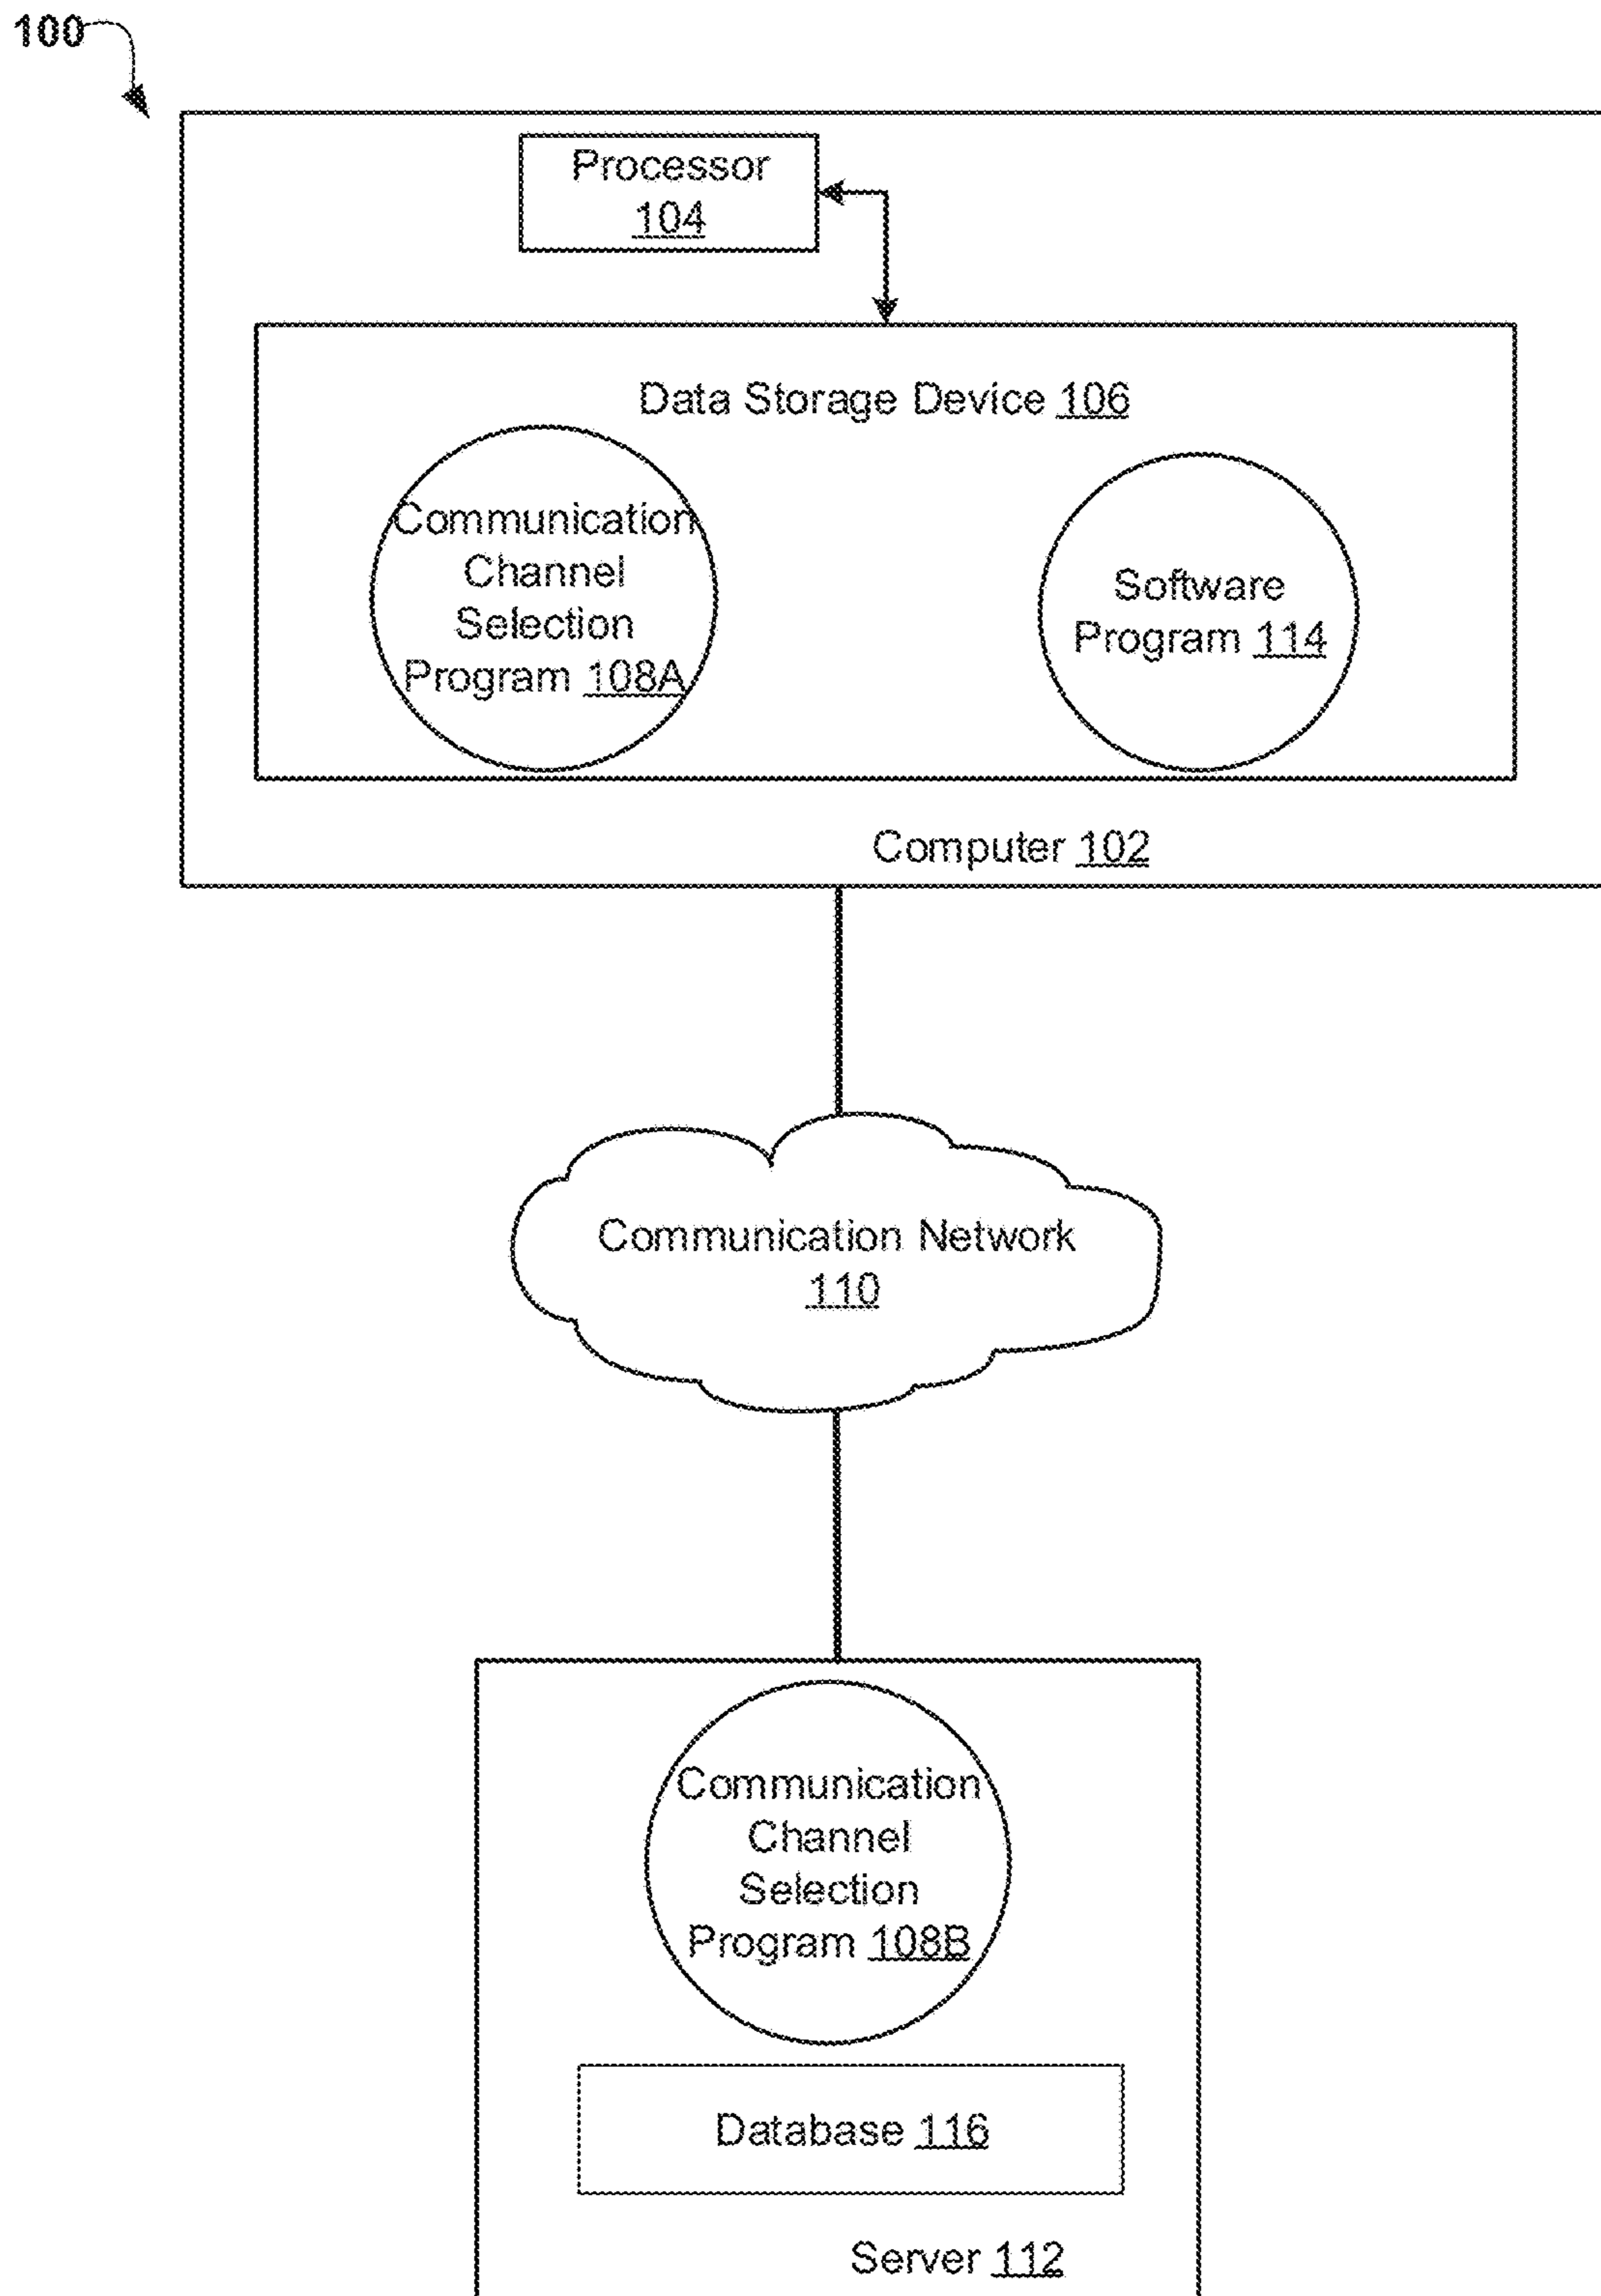 100
Processor
104
Data Storage Device 106
Communication
Channel
Selection
Program 108A
Software
Program 114
Computer 102
Communication Network
110
Communication
Channel
Selection
Program 108B
Database 116
Server 112